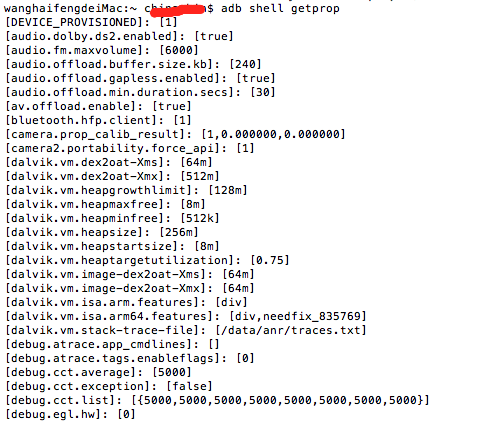 wanghaifengdeiMac:~ $ adb shell getprop
[DEVICE_PROVISIONED]: [1]
[audio.dolby.ds2.enabled]: [true]
[audio.fm.maxvolume]: [6000]
[audio.offload.buffer.size.kb]: [240]
[audio.offload.gapless.enabled]: [true]
[audio.offload.min.duration.secs]: [30]
[av.offload.enable]: [true]
[bluetooth.hfp.client]: [1]
[camera.prop_calib_result]: [1,0.000000,0.000000]
[camera2.portability.force_api]: [1]
[dalvik.vm.dex2oat-Xms]: [64m]
[dalvik.vm.dex2oat-Xmx]: [512m]
[dalvik.vm.heapgrowthlimit]: [128m]
[dalvik.vm.heapmaxfree]: [8m]
[dalvik.vm.heapminfree]: [512k]
[dalvik.vm.heapsize]: [256m]
[dalvik.vm.heapstartsize]: [8m]
[dalvik.vm.heaptargetutilization]: [0.75]
[dalvik.vm.image-dex2oat-Xms]: [64m]
[dalvik.vm.image-dex2oat-Xmx]: [64m]
[dalvik.vm.isa.arm.features]: [div]
[dalvik.vm.isa.arm64.features]: [div,needfix_835769]
[dalvik.vm.stack-trace-file]: [/data/anr/traces.txt]
[debug.atrace.app_cmdlines]: []
[debug.atrace.tags.enableflags]: [0]
[debug.cct.average]: [5000]
[debug.cct.exception]: [false]
[debug.cct.list]: [{5000,5000,5000,5000,5000,5000,5000,5000}]
[debug.egl.hw]: [0]